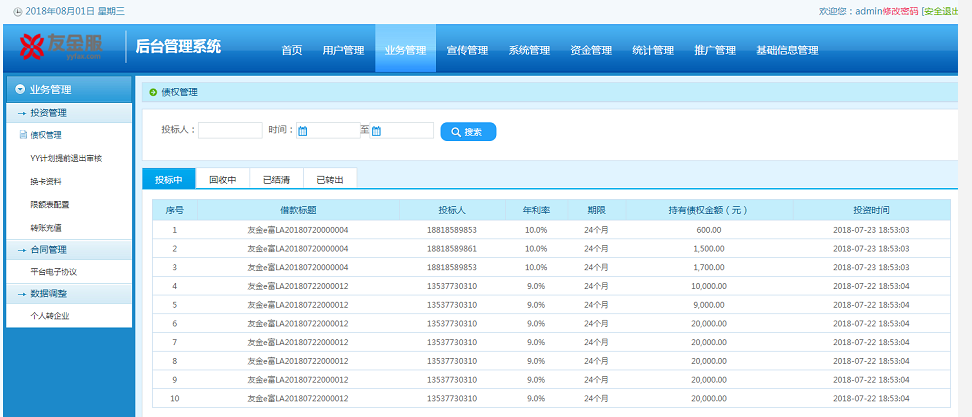 2018年08月01日 星期三
欢迎您：admin修改密码 [安全退出
友金服
yyfax.com
后台管理系统
首页 用户管理 业务管理 宣传管理 系统管理 资金管理 统计管理 推广管理 基础信息管理
业务管理
投资管理
债权管理
YY计划提前退出审核
换卡资料
限额表配置
转账充值
合同管理
平台电子协议
数据调整
个人转企业
债权管理
投标人： 时间： 至 搜索
投标中 回收中 已结清 已转出
序号 借款标题 投标人 年利率 期限 持有债权金额（元） 投资时间
1 友金e富LA20180720000004 18818589853 10.0% 24个月 600.00 2018-07-23 18:53:03
2 友金e富LA20180720000004 18818589861 10.0% 24个月 1,500.00 2018-07-23 18:53:03
3 友金e富LA20180720000004 18818589853 10.0% 24个月 1,700.00 2018-07-23 18:53:03
4 友金e富LA20180722000012 13537730310 9.0% 24个月 10,000.00 2018-07-22 18:53:04
5 友金e富LA20180722000012 13537730310 9.0% 24个月 9,000.00 2018-07-22 18:53:04
6 友金e富LA20180722000012 13537730310 9.0% 24个月 20,000.00 2018-07-22 18:53:04
7 友金e富LA20180722000012 13537730310 9.0% 24个月 20,000.00 2018-07-22 18:53:04
8 友金e富LA20180722000012 13537730310 9.0% 24个月 20,000.00 2018-07-22 18:53:04
9 友金e富LA20180722000012 13537730310 9.0% 24个月 20,000.00 2018-07-22 18:53:04
10 友金e富LA20180722000012 13537730310 9.0% 24个月 20,000.00 2018-07-22 18:53:04